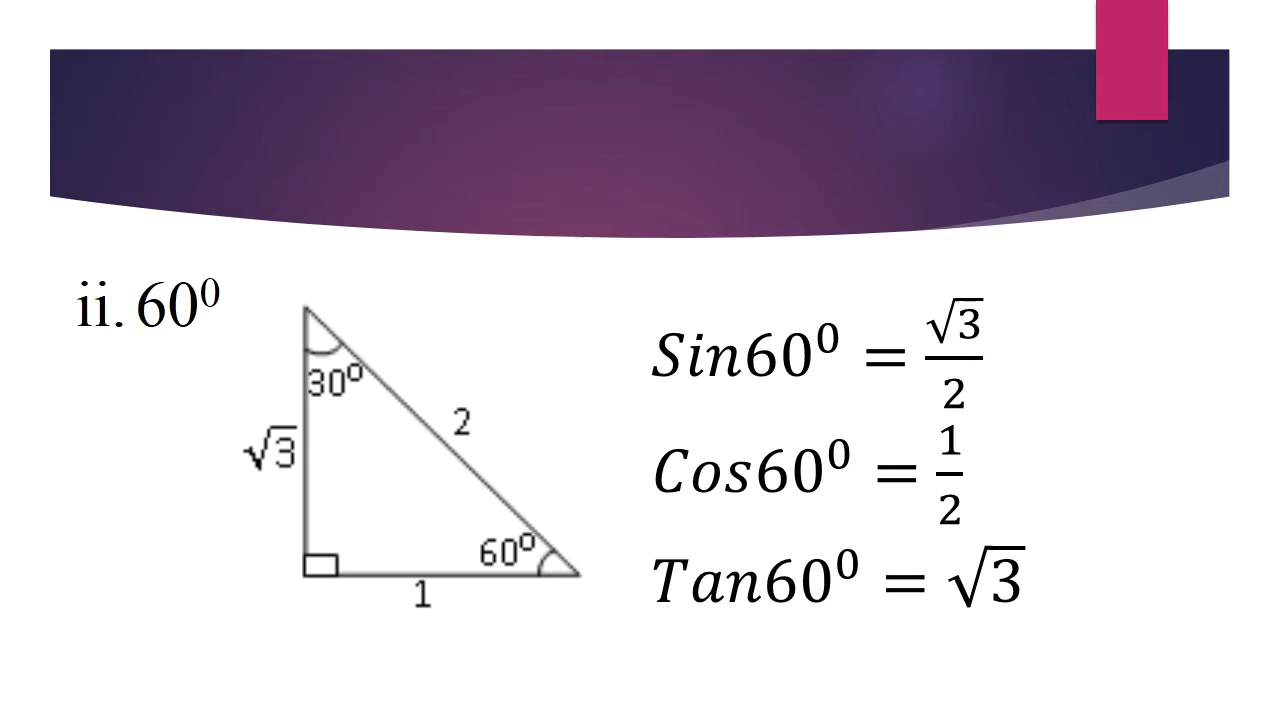 ii. 60⁰
30⁰
√3
2
60⁰
1
Sin60⁰ = √3/2
Cos60⁰ = 1/2
Tan60⁰ = √3